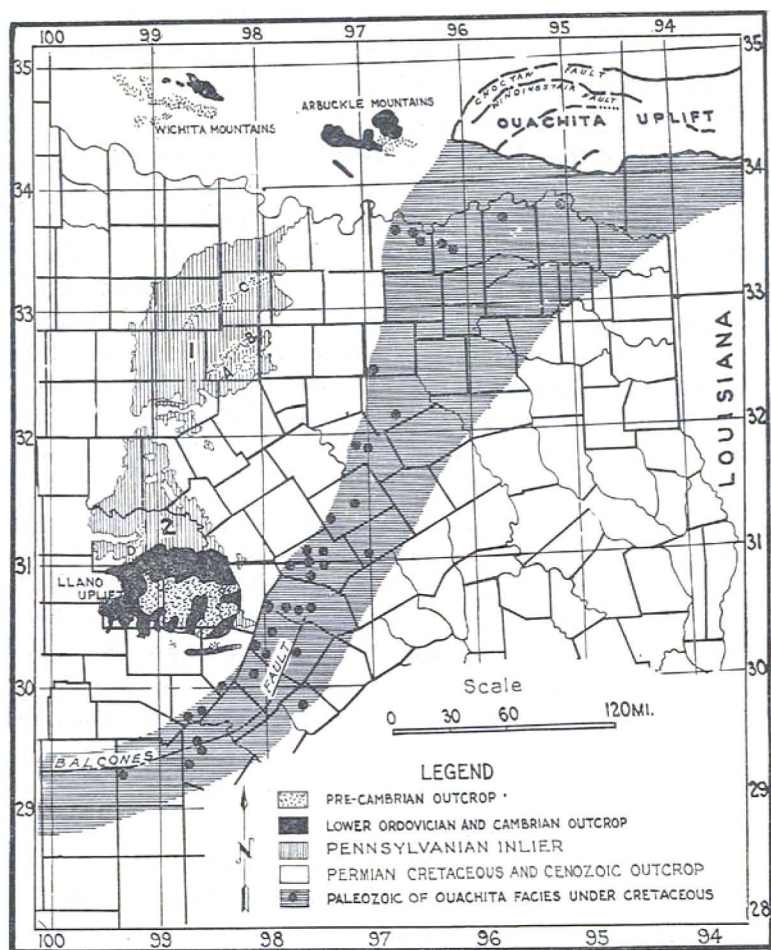 100 99 98 97 96 95 94
35 35
WICHITA MOUNTAINS
ARBUCKLE MOUNTAINS
CHOCTAW FAULT
WINDINGSTAIR FAULT
OUACHITA UPLIFT
34 34
33 33
C
1
A B
32 32
LOUISIANA
2
D
31 31
LLANO
UPLIFT
30 30
FAULT
BALCONES
29 29
Scale
0 30 60 120MI.
LEGEND
PRE-CAMBRIAN OUTCROP
LOWER ORDOVICIAN AND CAMBRIAN OUTCROP
PENNSYLVANIAN INLIER
PERMIAN CRETACEOUS AND CENOZOIC OUTCROP
PALEOZOIC OF OUACHITA FACIES UNDER CRETACEOUS
N
28
100 99 98 97 96 95 94